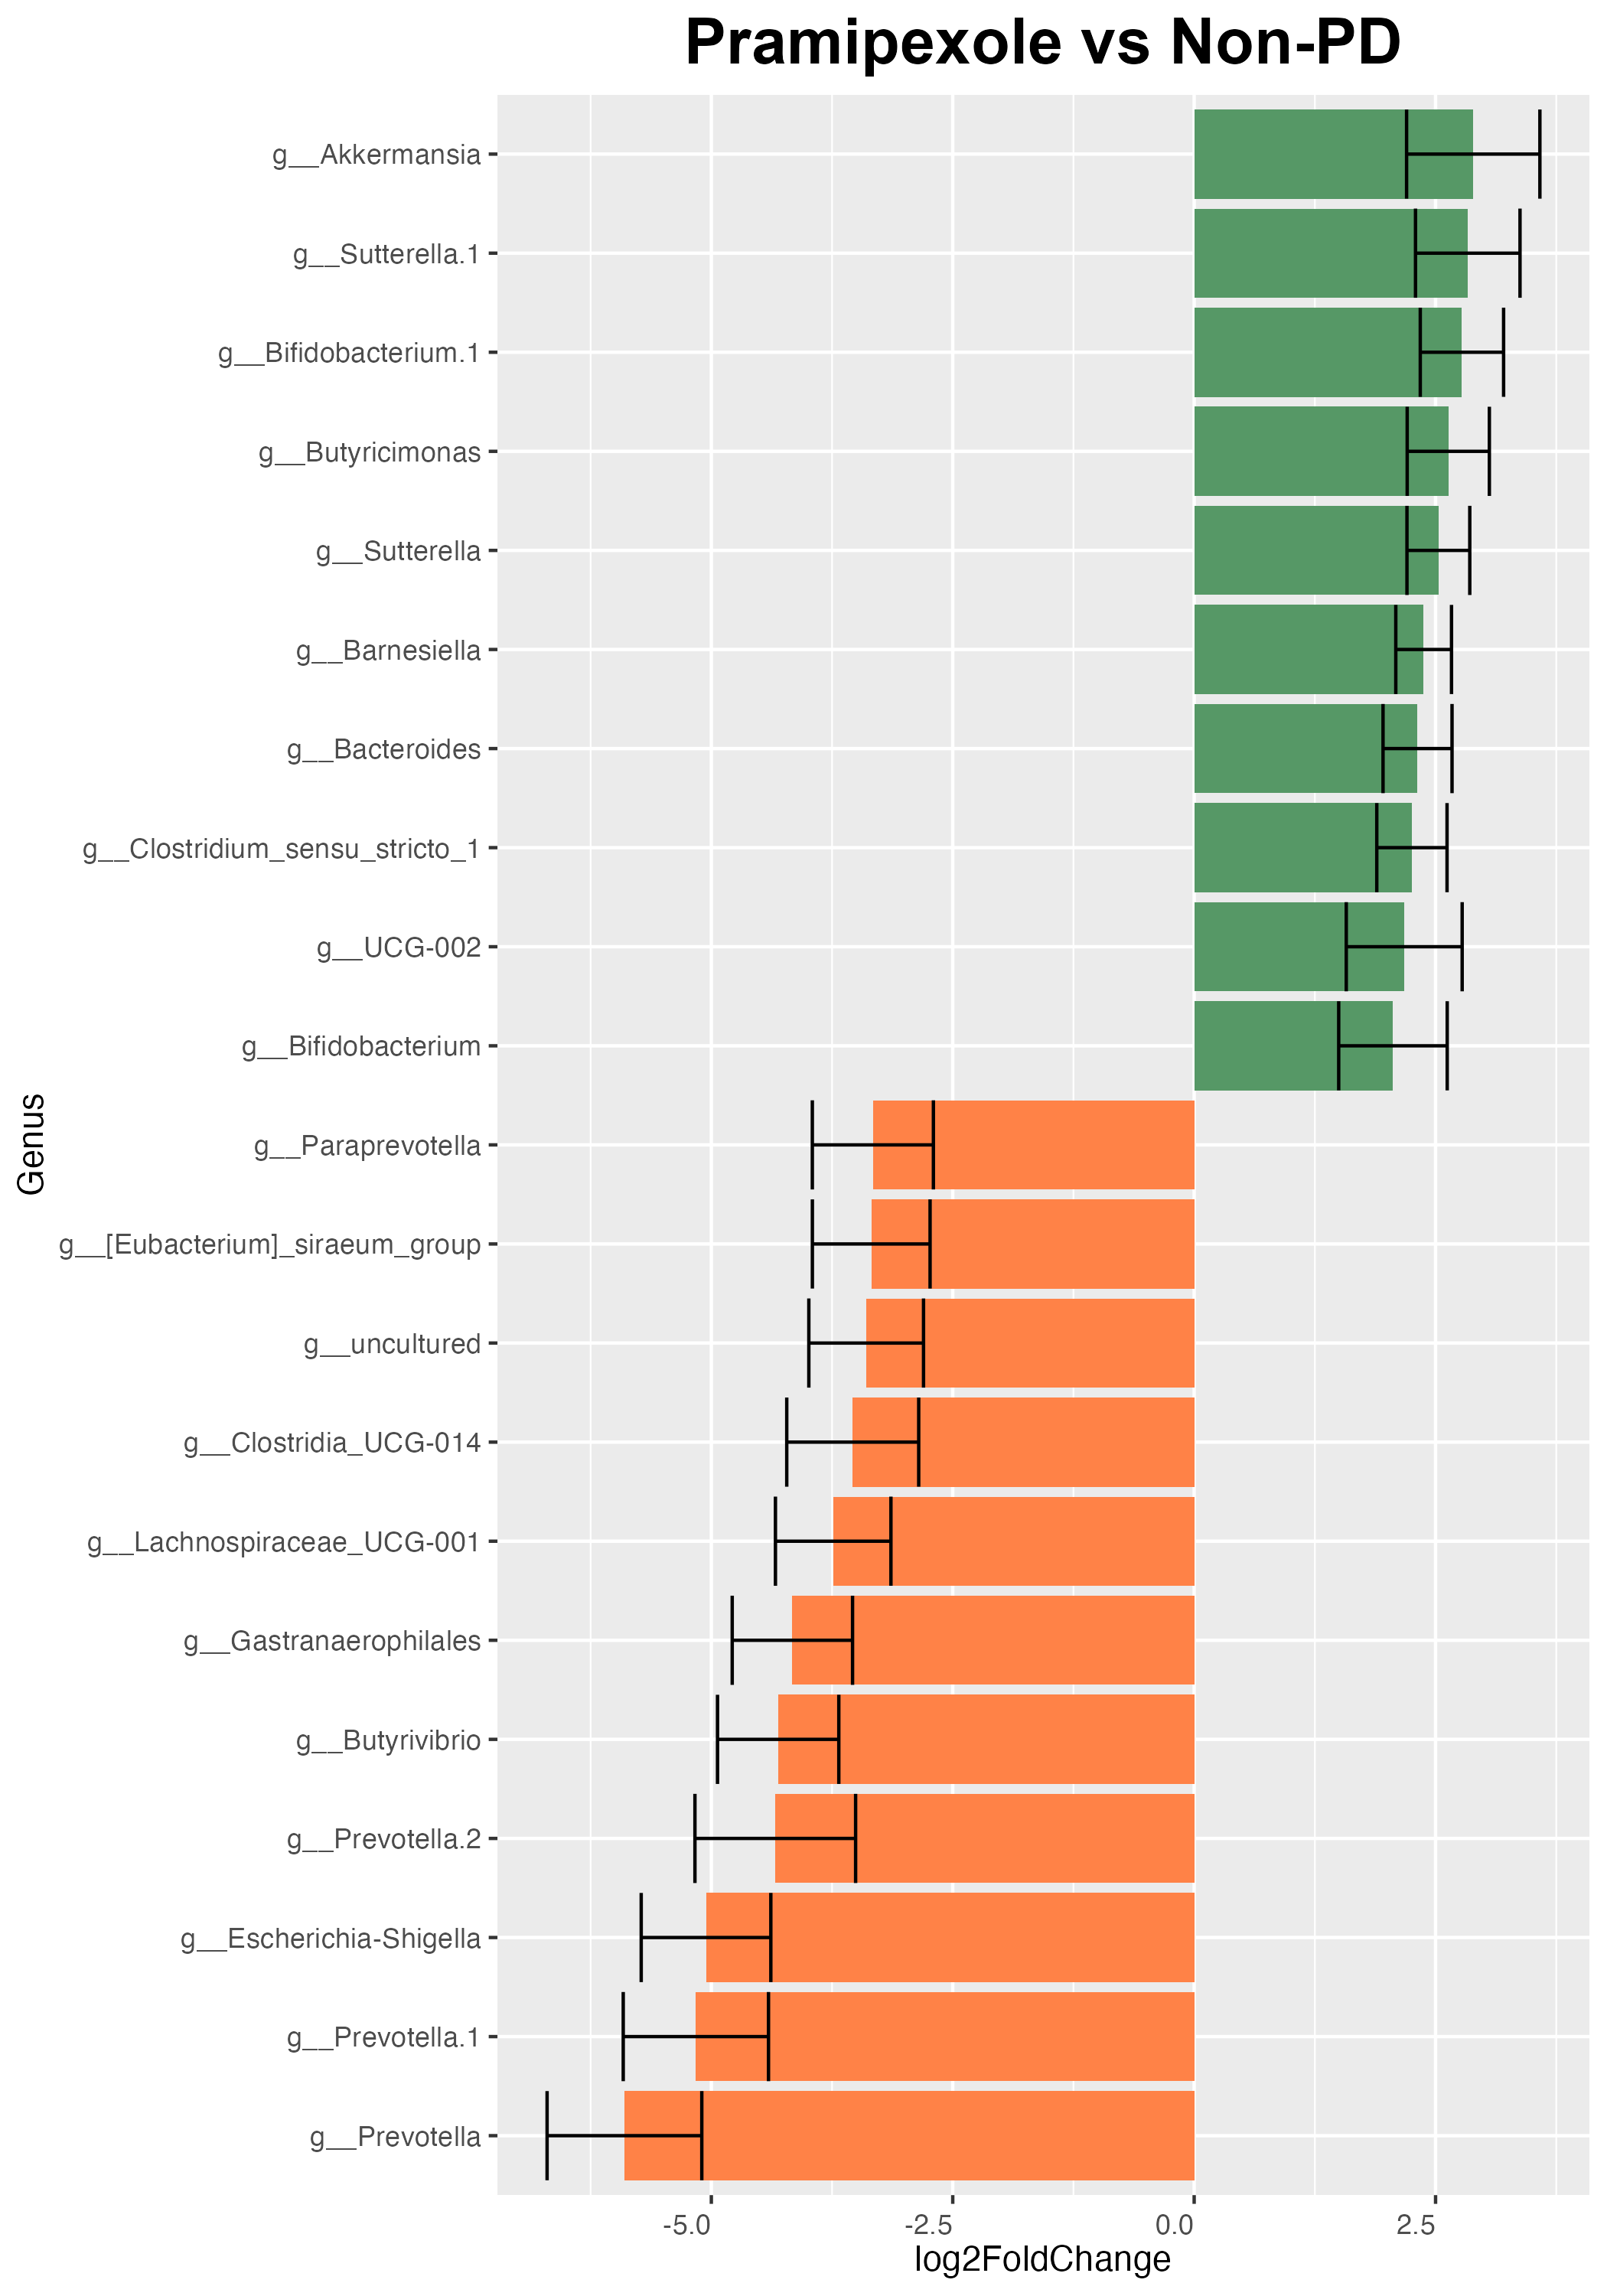 Pramipexole vs Non-PD
g__Akkermansia
g__Sutterella.1
g__Bifidobacterium.1
g__Butyricimonas
g__Sutterella
g__Barnesiella
g__Bacteroides
g__Clostridium_sensu_stricto_1
g__UCG-002
g__Bifidobacterium
g__Paraprevotella
g__[Eubacterium]_siraeum_group
g__uncultured
g__Clostridia_UCG-014
g__Lachnospiraceae_UCG-001
g__Gastranaerophilales
g__Butyrivibrio
g__Prevotella.2
g__Escherichia-Shigella
g__Prevotella.1
g__Prevotella
Genus
-5.0 -2.5 0.0 2.5
log2FoldChange